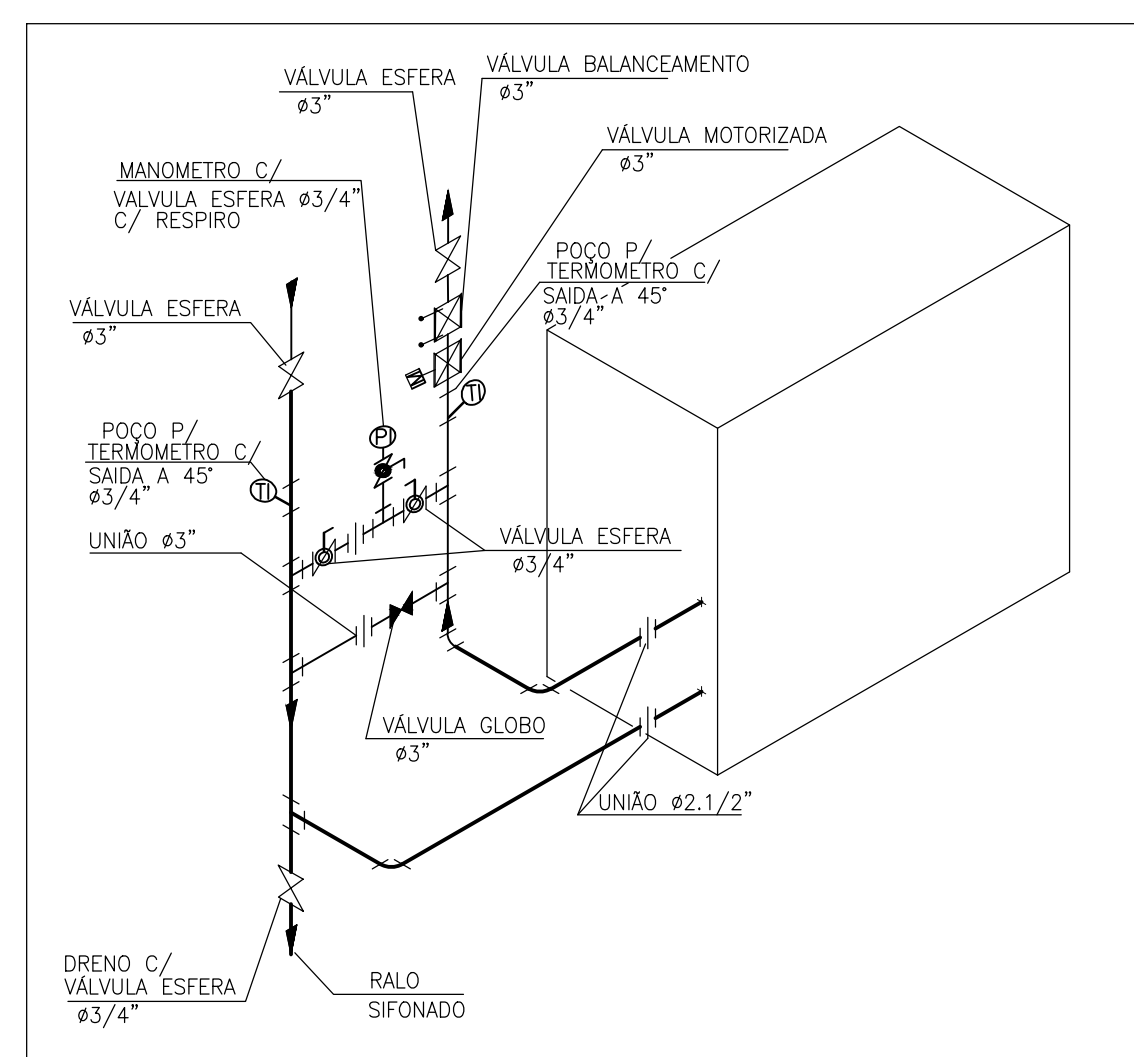 VÁLVULA ESFERA
ø3"
VÁLVULA BALANCEAMENTO
ø3"
VÁLVULA MOTORIZADA
ø3"
MANOMETRO C/
VALVULA ESFERA ø3/4"
C/ RESPIRO
POÇO P/
TERMOMETRO C/
SAIDA A 45°
ø3/4"
VÁLVULA ESFERA
ø3"
M
TI
PI
POÇO P/
TERMOMETRO C/
SAIDA A 45°
ø3/4"
TI
UNIÃO ø3"
VÁLVULA ESFERA
ø3/4"
VÁLVULA GLOBO
ø3"
UNIÃO ø2.1/2"
DRENO C/
VÁLVULA ESFERA
ø3/4"
RALO
SIFONADO